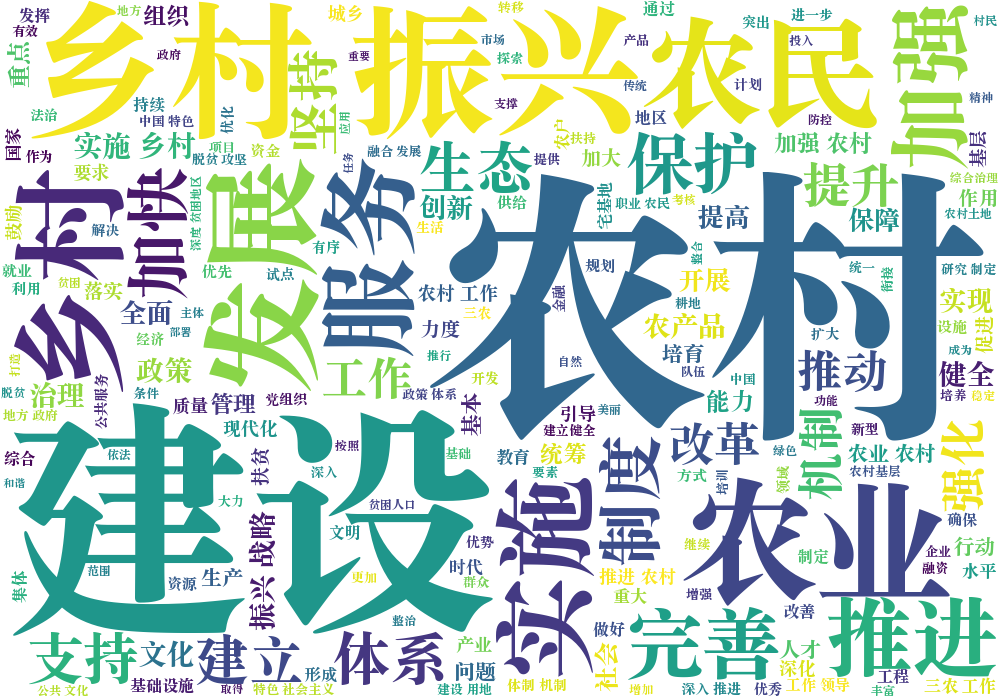 发挥
有效
组织
乡村振兴
农民
城乡
转移
市场
重要
政府
地方
通过
突出
进一步
投入
村民
产品
探索
传统
计划
支撑
防控
精神
加强
基层
重点
法治
持续
中国 特色
优化
坚持
应用
地区
国家
作为
要求
实施 乡村
项目
资金
脱贫 攻坚
任务
融合 发展
提供
农户
扶持
加大
保护
加强 农村
综合治理
作用
农村土地
乡村
加快
深度 贫困地区
发展
服务
生态
创新
供给
生活
宅基地
职业 农民
考核
提高
提升
保障
鼓励
解决
就业
利用
贫困
落实
优先
有序
试点
全面
主体
部署
经济
农村
农村 工作
三农
力度
推行
金融
规划
自然
整合
开展
耕地
农产品
培育
队伍
中国
统一
衔接
研究 制定
实现
设施
促进
成为
扩大
推动
功能
健全
培养
稳定
打造
脱贫
治理
公共服务
政策
条件
地方 政府
质量
管理
党组织
政策 体系
开发
基本
引导
建立健全
美丽
能力
改革
绿色
机制
新型
农业 农村
农村基层
强化
现代化
综合
和谐
依法
扶贫
按照
深入
基础
教育
要素
统筹
制度
方式
培训
领域
建设
大力
贫困人口
文明
优势
时代
群众
实施
农业
继续
制定
确保
企业
融资
行动
水平
集体
范围
资源
生产
振兴 战略
更加
整治
推进 农村
重大
增强
改善
支持
文化
建立
体系
形成
基础设施
取得
公共 文化
特色 社会主义
产业
问题
建设 用地
体制 机制
做好
社会
增加
完善
深入 推进
优秀
人才
深化
工作
领导
推进
工程
丰富
三农 工作
工作